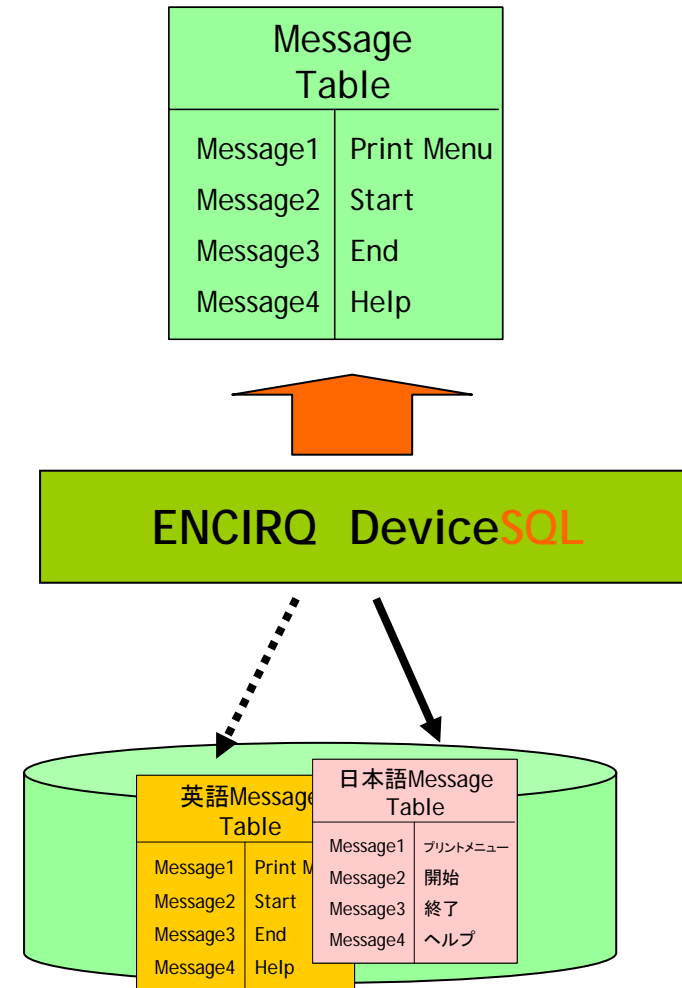 Message
Table
Message1 Print Menu
Message2 Start
Message3 End
Message4 Help
ENCIRQ DeviceSQL
英語Message
Table
Message1 Print M
Message2 Start
Message3 End
Message4 Help
日本語Message
Table
Message1 プリントメニュー
Message2 開始
Message3 終了
Message4 ヘルプ